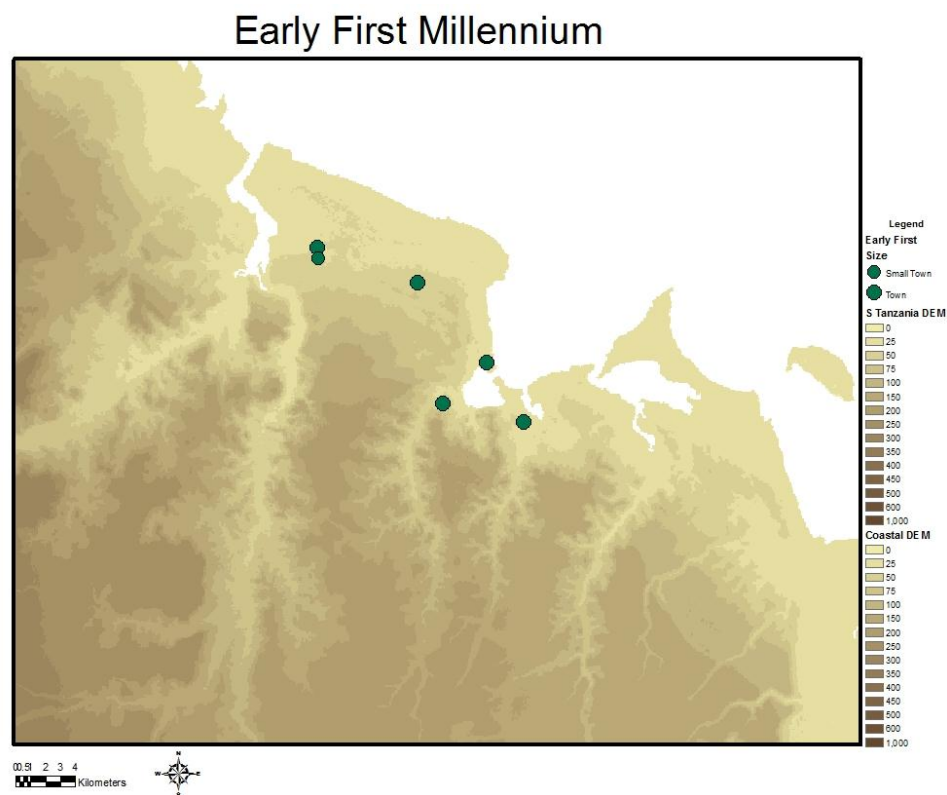 Early First Millennium
Legend
Early First
Size
Small Town
Town
S Tanzania DEM
0
25
50
75
100
150
200
250
300
350
400
450
500
600
1,000
Coastal DEM
0
25
50
75
100
150
200
250
300
350
400
450
500
600
1,000
N
W E
S
0 0.5 1 2 3 4
Kilometers